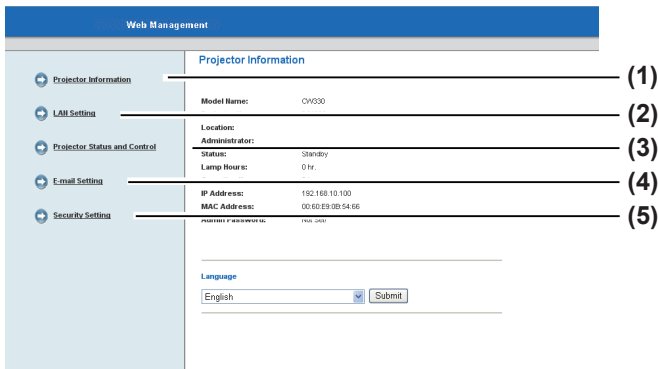 Web Management
Projector Information
Projector Information
(1)
Model Name: CW330
LAN Setting
(2)
Location:
Administrator:
Projector Status and Control
(3)
Status: Standby
Lamp Hours: 0 hr.
E-mail Setting
(4)
IP Address: 192.168.10.100
MAC Address: 00:60:E9:0B:54:66
Security Setting
(5)
Admin Password: Not Set
Language
English
Submit